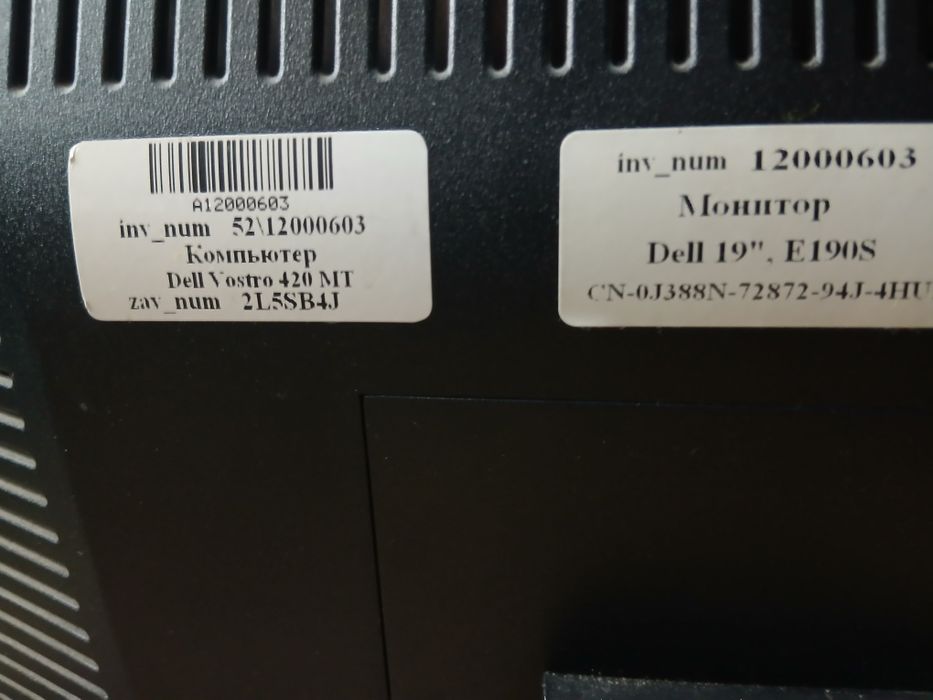 A12000603
inv_num 52\12000603
Компьютер
Dell Vostro 420 MT
zav_num 2L5SB4J
inv_num 12000603
Монитор
Dell 19", E190S
CN-0J388N-72872-94J-4HU